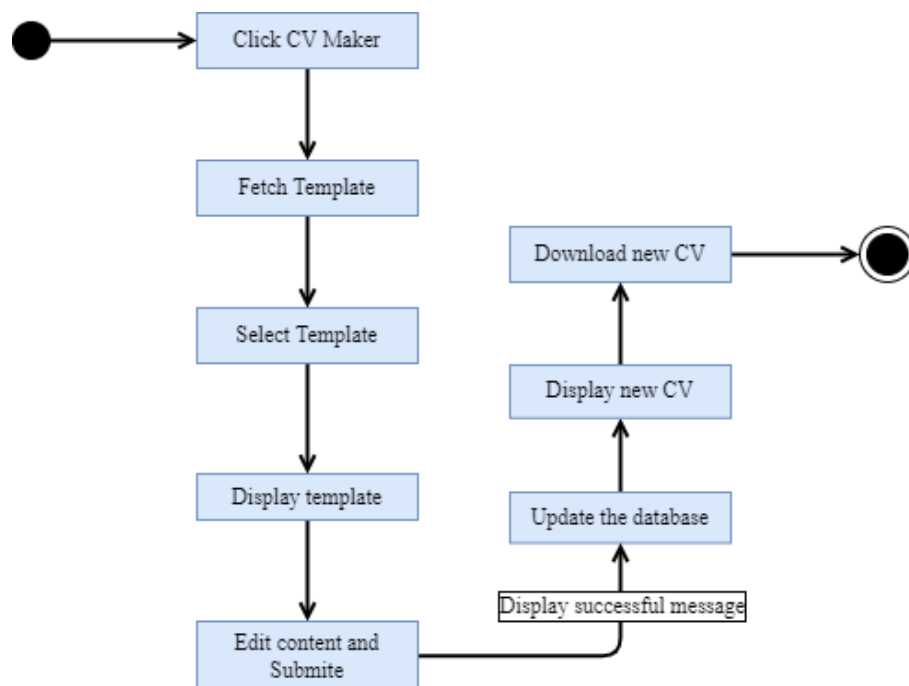 Click CV Maker
Fetch Template
Select Template
Display template
Edit content and
Submite
Display successful message
Update the database
Display new CV
Download new CV